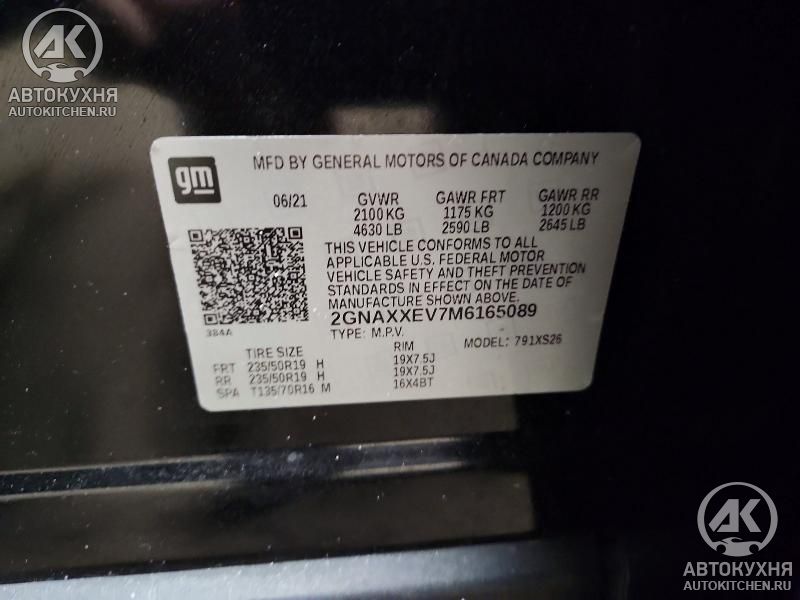 АК
АВТОКУХНЯ
AUTOKITCHEN.RU
gm
MFD BY GENERAL MOTORS OF CANADA COMPANY
06/21 GVWR GAWR FRT GAWR RR
2100 KG 1175 KG 1200 KG
4630 LB 2590 LB 2645 LB
THIS VEHICLE CONFORMS TO ALL
APPLICABLE U.S. FEDERAL MOTOR
VEHICLE SAFETY AND THEFT PREVENTION
STANDARDS IN EFFECT ON THE DATE OF
MANUFACTURE SHOWN ABOVE.
384A
2GNAXXEV7M6165089
TYPE: M.P.V. MODEL: 791XS26
TIRE SIZE RIM
FRT 235/50R19 H 19X7.5J
RR 235/50R19 H 19X7.5J
SPA T135/70R16 M 16X4BT
АК
АВТОКУХНЯ
AUTOKITCHEN.RU